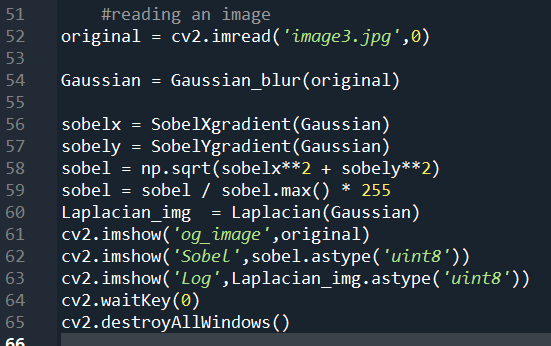 51 #reading an image
52 original = cv2.imread('image3.jpg',0)
53
54 Gaussian = Gaussian_blur(original)
55
56 sobelx = SobelXgradient(Gaussian)
57 sobely = SobelYgradient(Gaussian)
58 sobel = np.sqrt(sobelx**2 + sobely**2)
59 sobel = sobel / sobel.max() * 255
60 Laplacian_img  = Laplacian(Gaussian)
61 cv2.imshow('og_image',original)
62 cv2.imshow('Sobel',sobel.astype('uint8'))
63 cv2.imshow('Log',Laplacian_img.astype('uint8'))
64 cv2.waitKey(0)
65 cv2.destroyAllWindows()
66